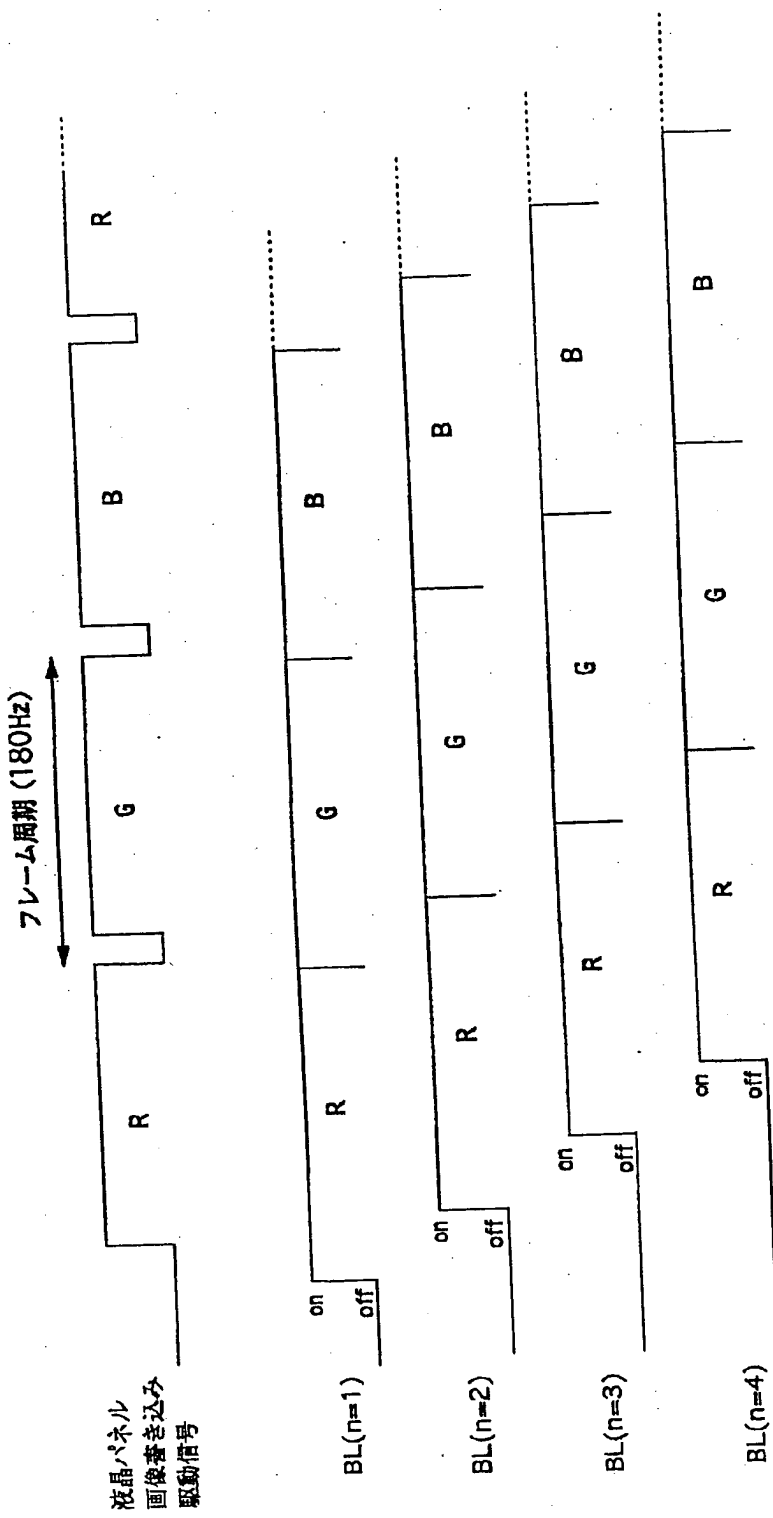 フレーム周期 (180Hz)
液晶パネル
画像書き込み
駆動信号
R
G
B
R
BL(n=1)
on
off
R
G
B
BL(n=2)
on
off
R
G
B
BL(n=3)
on
off
R
G
B
BL(n=4)
on
off
R
G
B